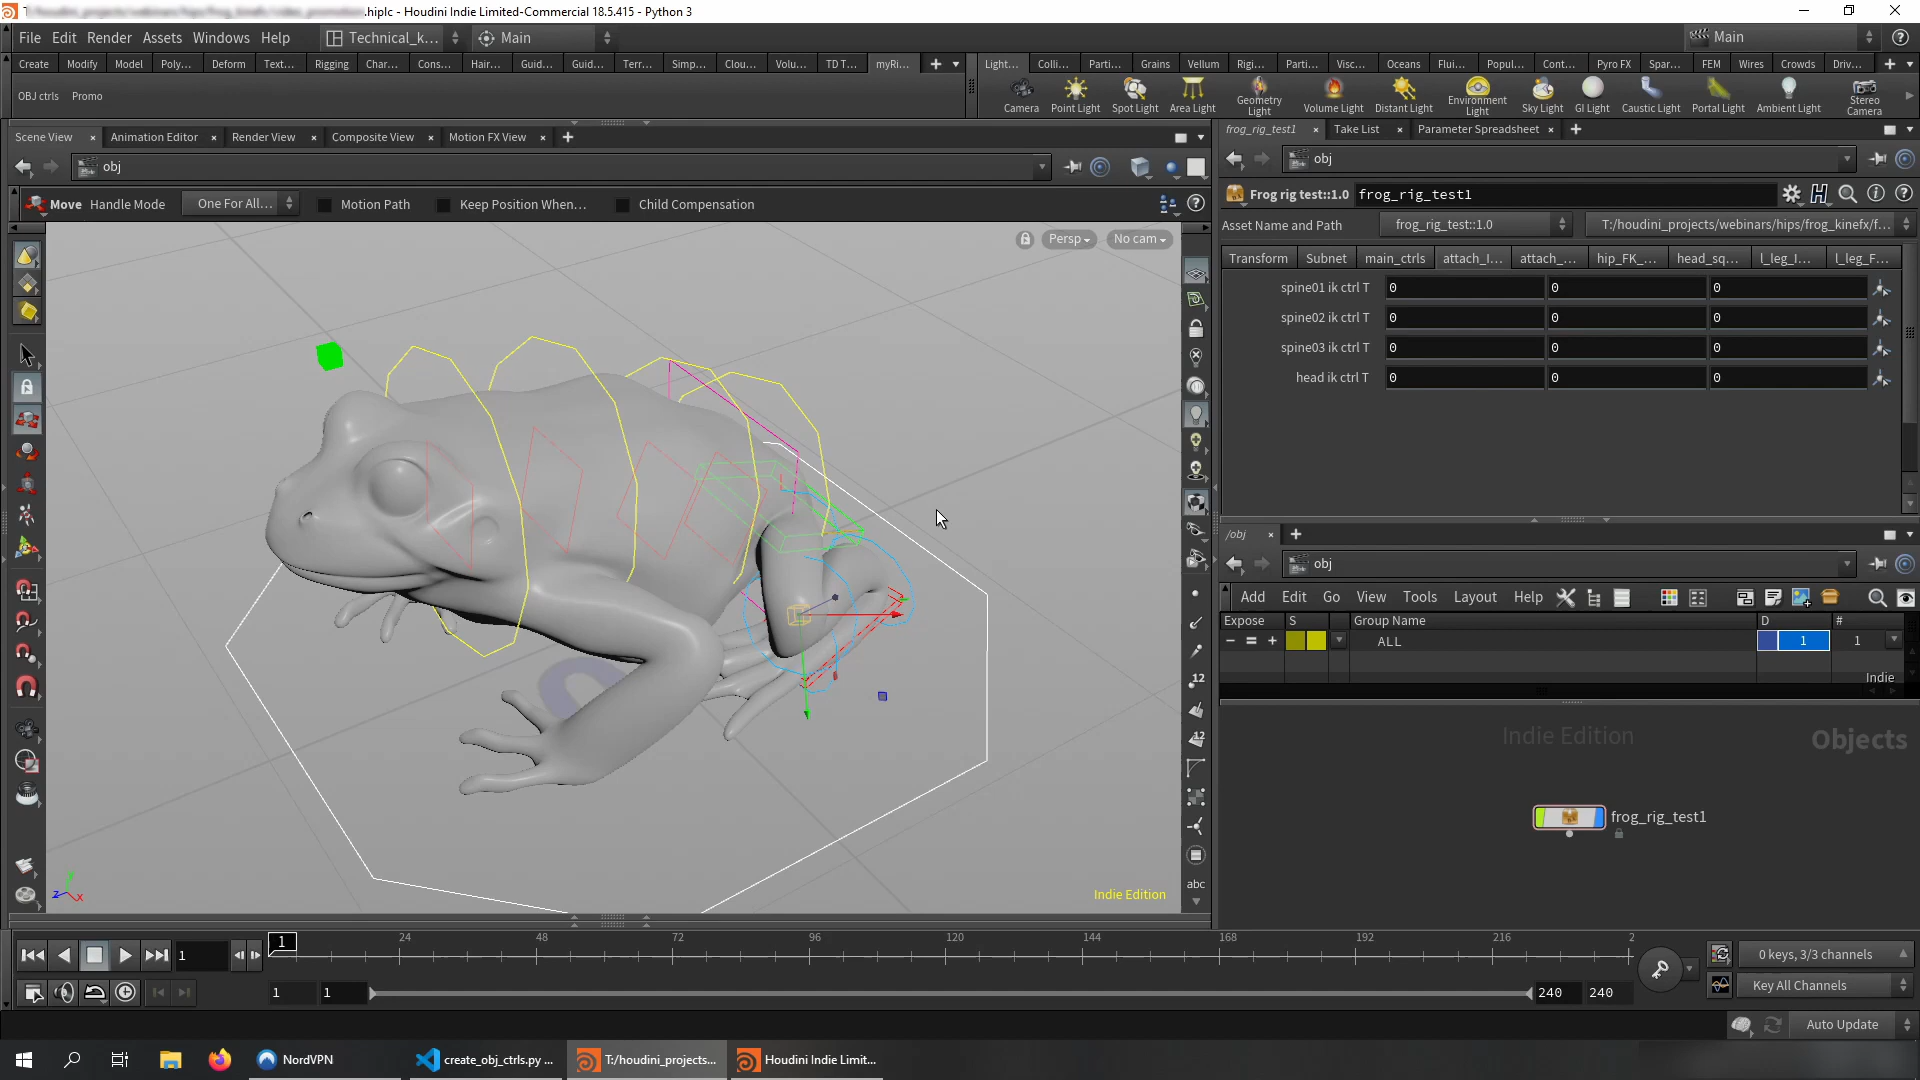 .hiplc - Houdini Indie Limited-Commercial 18.5.415 - Python 3
File Edit Render Assets Windows Help Technical_k... Main Main
Create Modify Model Poly... Deform Text... Rigging Char... Cons... Hair... Guid... Guid... Terr... Simp... Clou... Volu... TD T... myRi...
Light... Colli... Parti... Grains Vellum Rigi... Parti... Visc... Oceans Flui... Popul... Cont... Pyro FX Spar... FEM Wires Crowds Driv...
OBJ ctrls Promo
Camera Point Light Spot Light Area Light Geometry Light Volume Light Distant Light Environment Light Sky Light GI Light Caustic Light Portal Light Ambient Light Stereo Camera
Scene View Animation Editor Render View Composite View Motion FX View
obj
Move Handle Mode One For All... Motion Path Keep Position When... Child Compensation
Persp No cam
Indie Edition
z y x
12
12
abc
frog_rig_test1 Take List Parameter Spreadsheet
obj
Frog rig test::1.0 frog_rig_test1
Asset Name and Path frog_rig_test::1.0 T:/houdini_projects/webinars/hips/frog_kinefx/f...
Transform Subnet main_ctrls attach_I... attach_... hip_FK_... head_sq... l_leg_I... l_leg_F...
spine01 ik ctrl T 0 0 0
spine02 ik ctrl T 0 0 0
spine03 ik ctrl T 0 0 0
head ik ctrl T 0 0 0
/obj
obj
Add Edit Go View Tools Layout Help
Expose S Group Name D #
ALL 1 1
Indie
Indie Edition Objects
frog_rig_test1
1 1 24 48 72 96 120 144 168 192 216 2
0 keys, 3/3 channels
1 1 240 240 Key All Channels
Auto Update
NordVPN create_obj_ctrls.py ... T:/houdini_projects... Houdini Indie Limit...